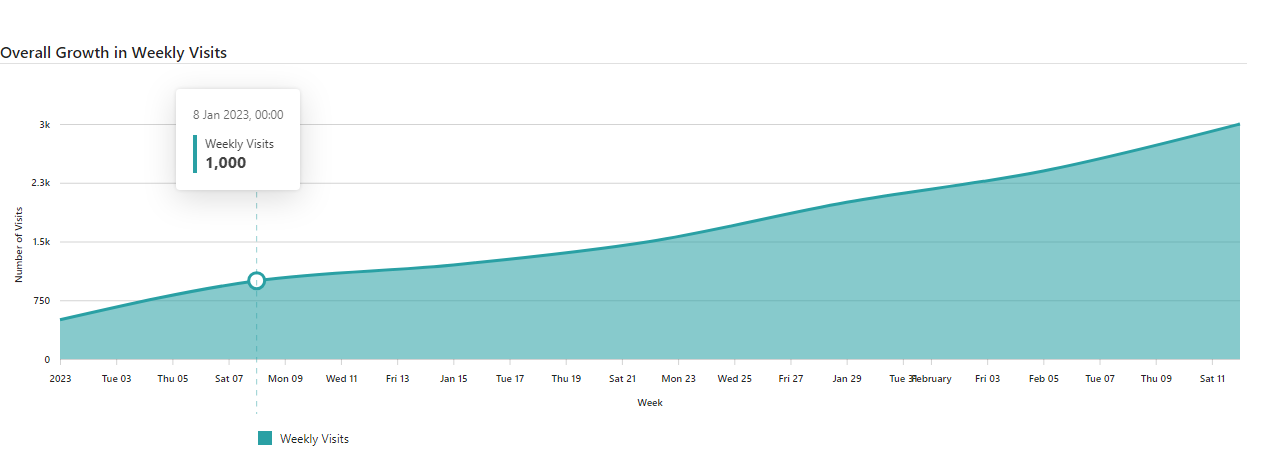 Overall Growth in Weekly Visits
8 Jan 2023, 00:00
Weekly Visits
1,000
3k
2.3k
1.5k
750
0
Number of Visits
2023 Tue 03 Thu 05 Sat 07 Mon 09 Wed 11 Fri 13 Jan 15 Tue 17 Thu 19 Sat 21 Mon 23 Wed 25 Fri 27 Jan 29 Tue 31 February Fri 03 Feb 05 Tue 07 Thu 09 Sat 11
Week
Weekly Visits